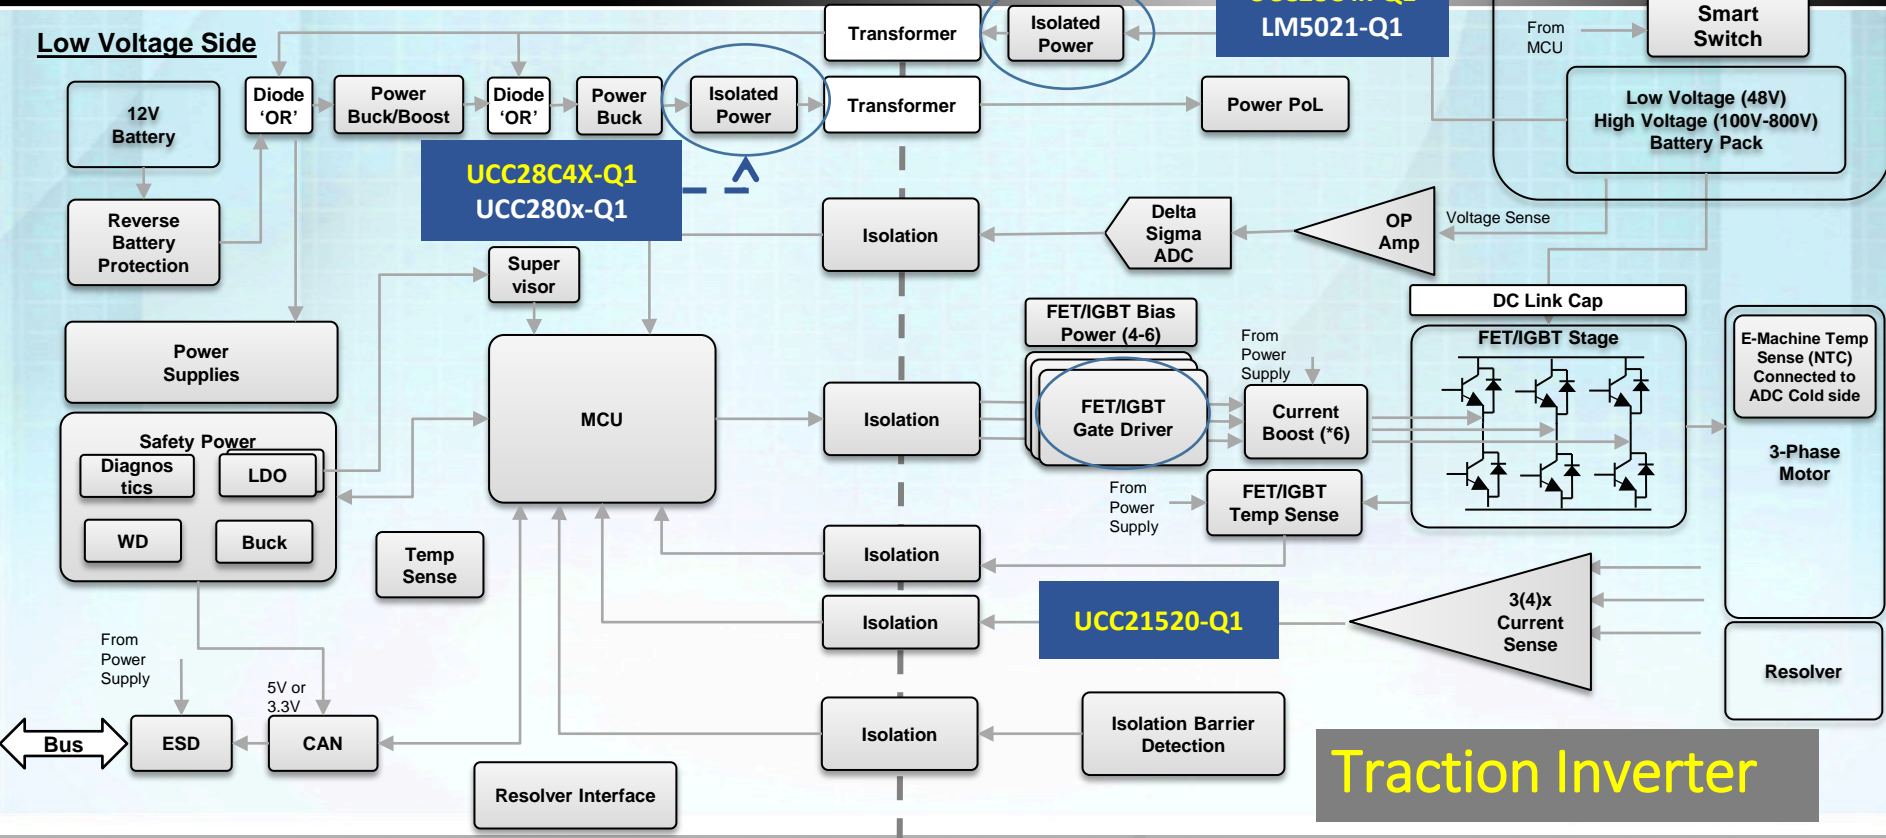 Low Voltage Side
Transformer
Isolated
Power
LM5021-Q1
From
MCU
Smart
Switch
12V
Battery
Diode
‘OR’
Power
Buck/Boost
Diode
‘OR’
Power
Buck
Isolated
Power
Transformer
Power PoL
Low Voltage (48V)
High Voltage (100V-800V)
Battery Pack
UCC28C4X-Q1
UCC280x-Q1
Reverse
Battery
Protection
Isolation
Delta
Sigma
ADC
OP
Amp
Voltage Sense
Super
visor
DC Link Cap
FET/IGBT Bias
Power (4-6)
From
Power
Supply
FET/IGBT Stage
E-Machine Temp
Sense (NTC)
Connected to
ADC Cold side
Power
Supplies
MCU
Isolation
FET/IGBT
Gate Driver
Current
Boost (*6)
3-Phase
Motor
Safety Power
Diagnos
tics
LDO
WD
Buck
From
Power
Supply
FET/IGBT
Temp Sense
Temp
Sense
Isolation
Isolation
UCC21520-Q1
3(4)x
Current
Sense
Resolver
From
Power
Supply
5V or
3.3V
Bus
ESD
CAN
Isolation
Isolation Barrier
Detection
Resolver Interface
Traction Inverter